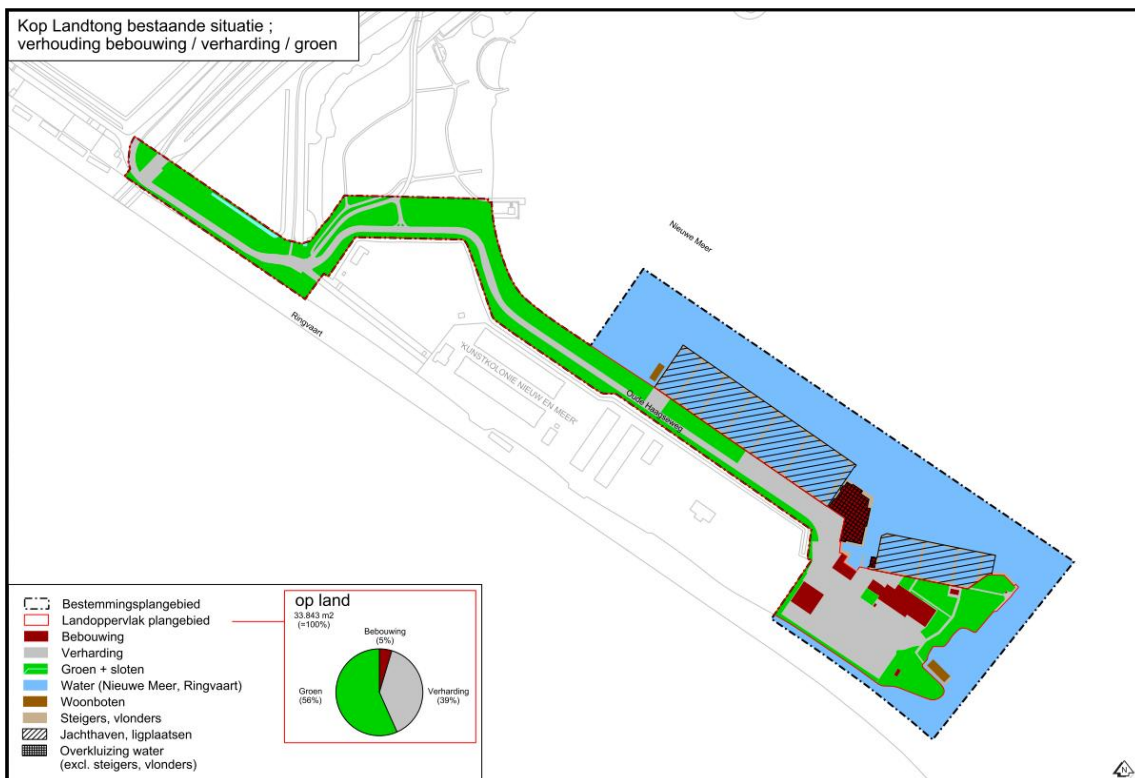 Kop Landtong bestaande situatie ;
verhouding bebouwing / verharding / groen
Nieuwe Meer
Ringvaart
'KUNSTKOLONIE NIEUW EN MEER'
Oude Haagseweg
Bestemmingsplangebied
Landoppervlak plangebied
Bebouwing
Verharding
Groen + sloten
Water (Nieuwe Meer, Ringvaart)
Woonboten
Steigers, vlonders
Jachthaven, ligplaatsen
Overkluizing water
(excl. steigers, vlonders)
op land
33.843 m2
(=100%)
Bebouwing
(5%)
Groen
(56%)
Verharding
(39%)
N